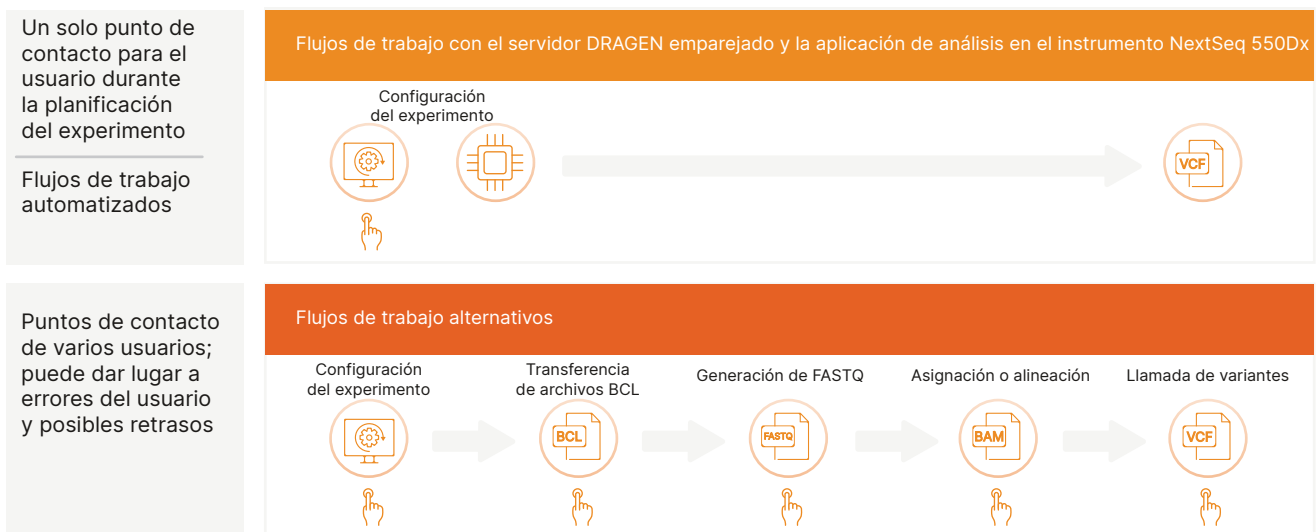 Un solo punto de
contacto para el
usuario durante
la planificación
del experimento
Flujos de trabajo
automatizados
Flujos de trabajo con el servidor DRAGEN emparejado y la aplicación de análisis en el instrumento NextSeq 550Dx
Configuración
del experimento
VCF
Puntos de contacto
de varios usuarios;
puede dar lugar a
errores del usuario
y posibles retrasos
Flujos de trabajo alternativos
Configuración
del experimento
Transferencia
de archivos BCL
Generación de FASTQ
Asignación o alineación
Llamada de variantes
BCL
FASTQ
BAM
VCF